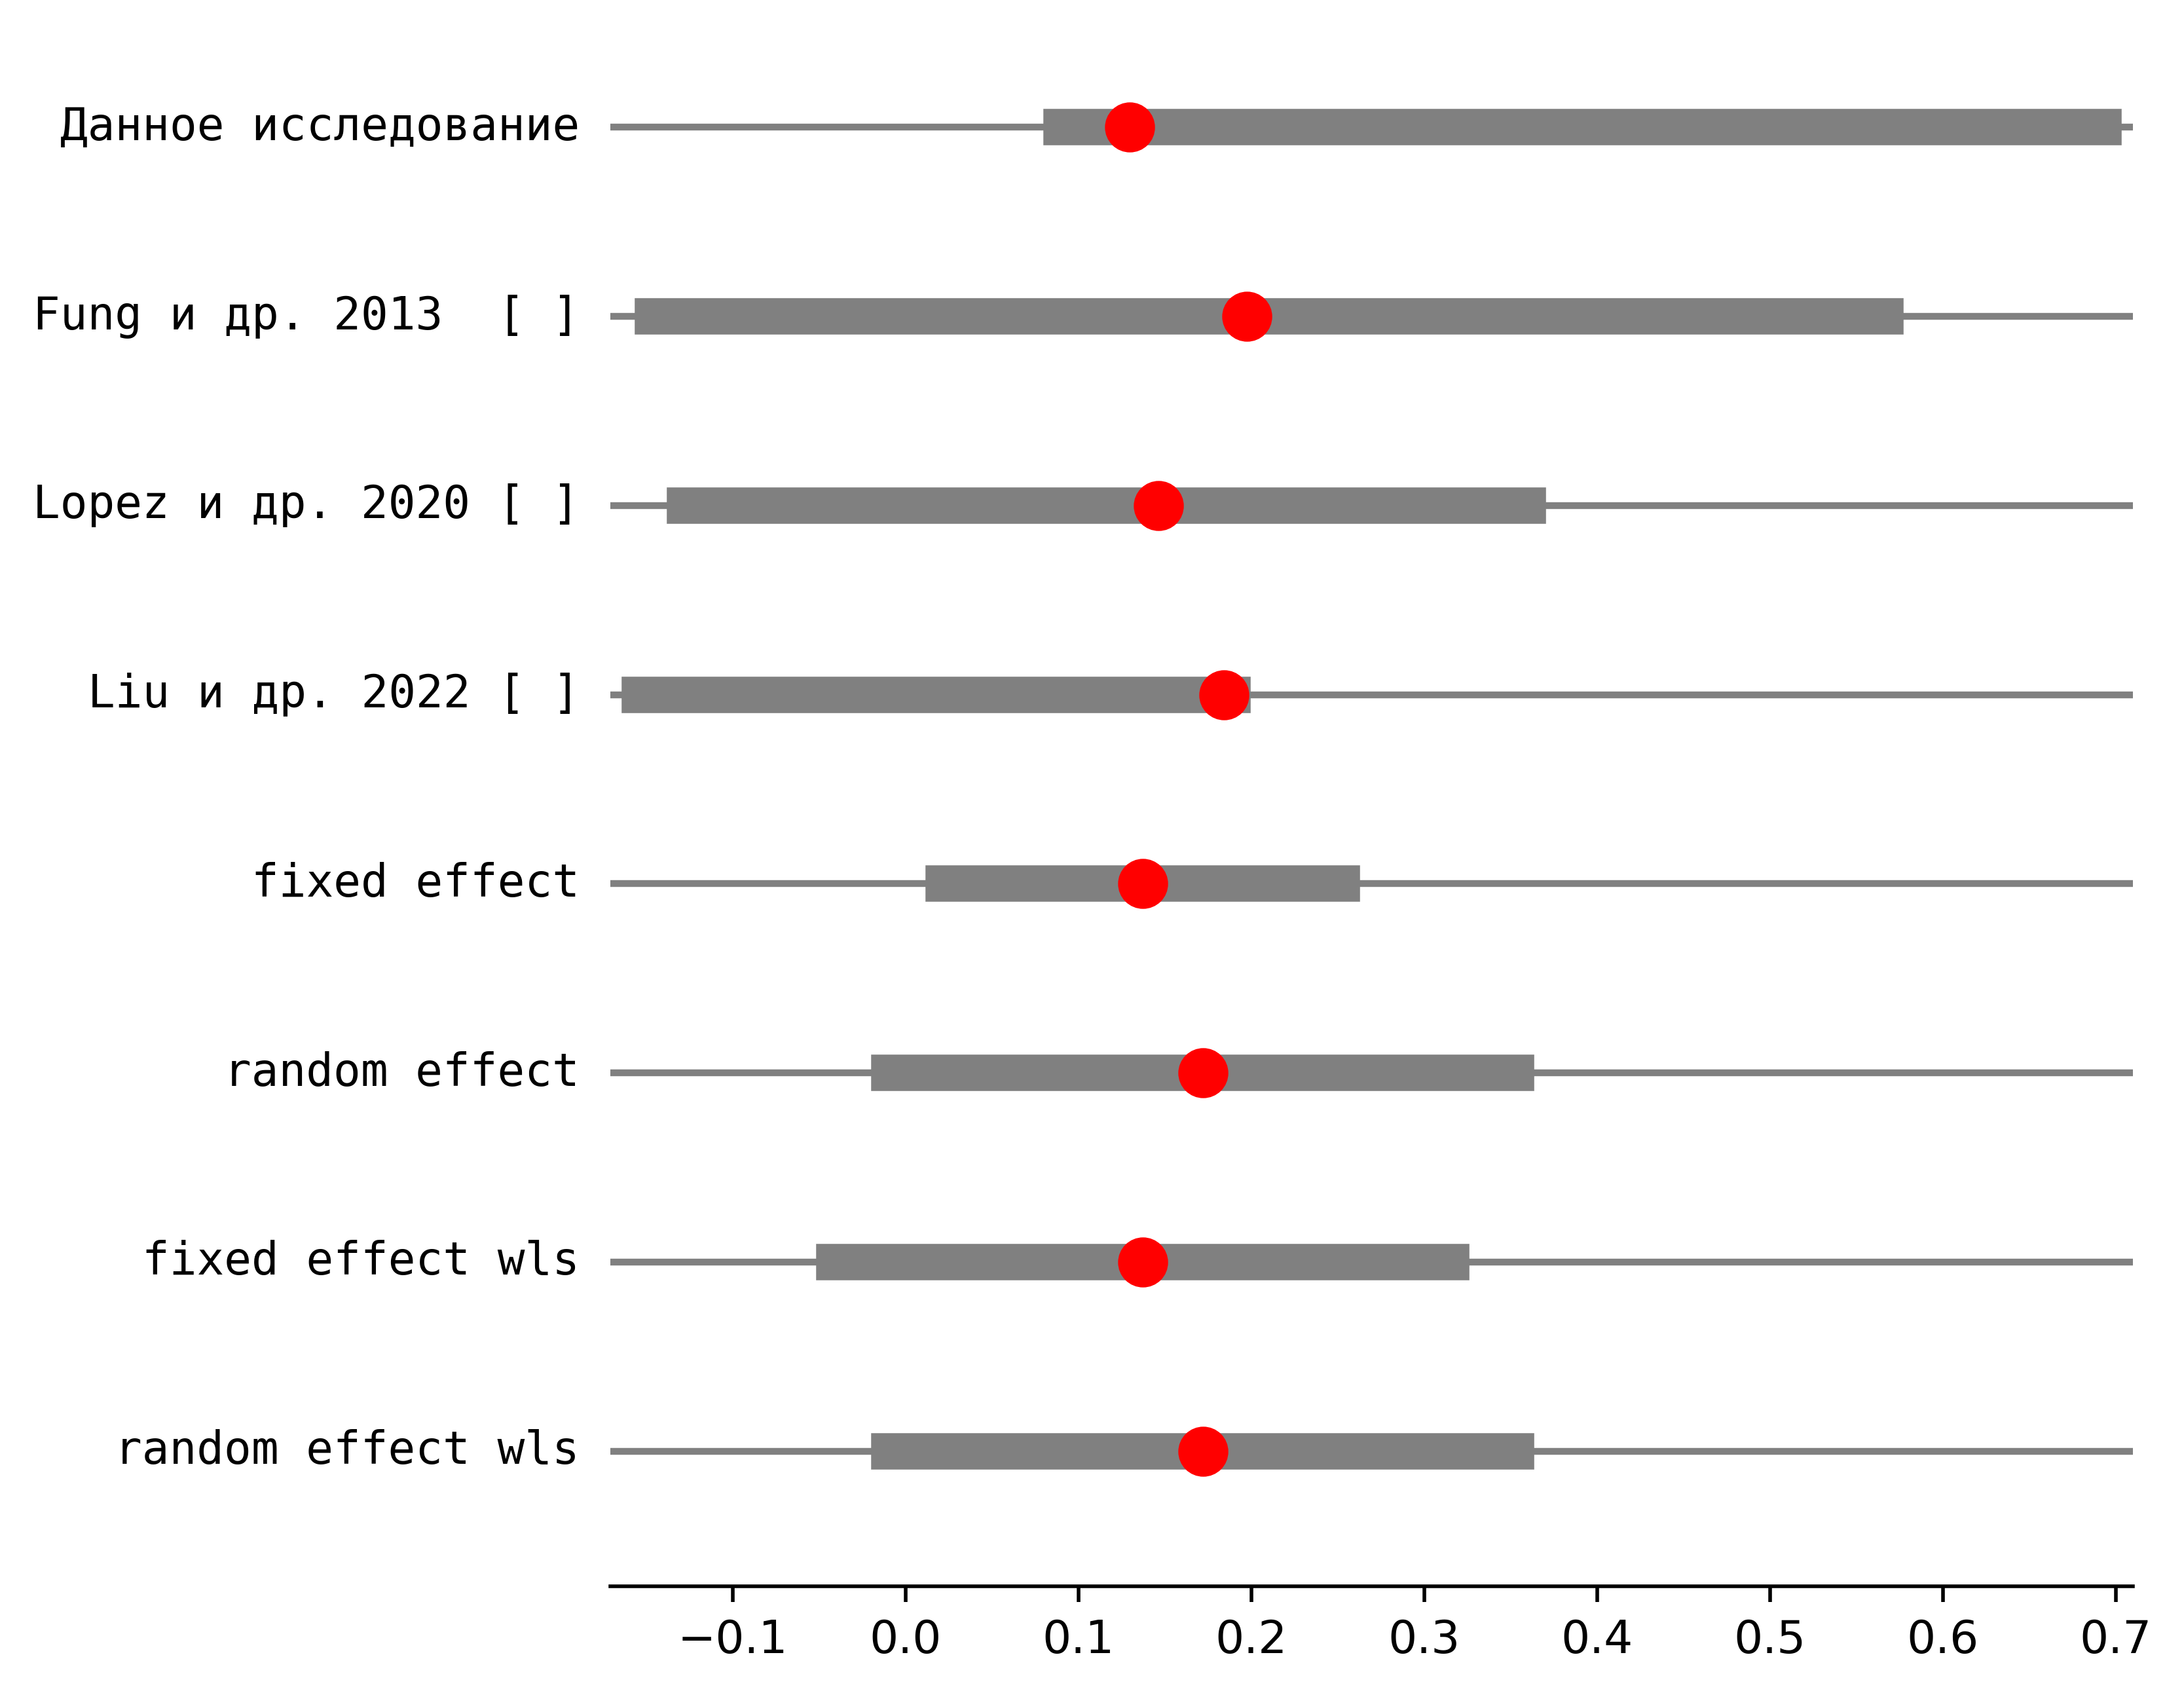 Данное исследование
Fung и др. 2013  [ ]
Lopez и др. 2020 [ ]
Liu и др. 2022 [ ]
fixed effect
random effect
fixed effect wls
random effect wls
−0.1 0.0 0.1 0.2 0.3 0.4 0.5 0.6 0.7